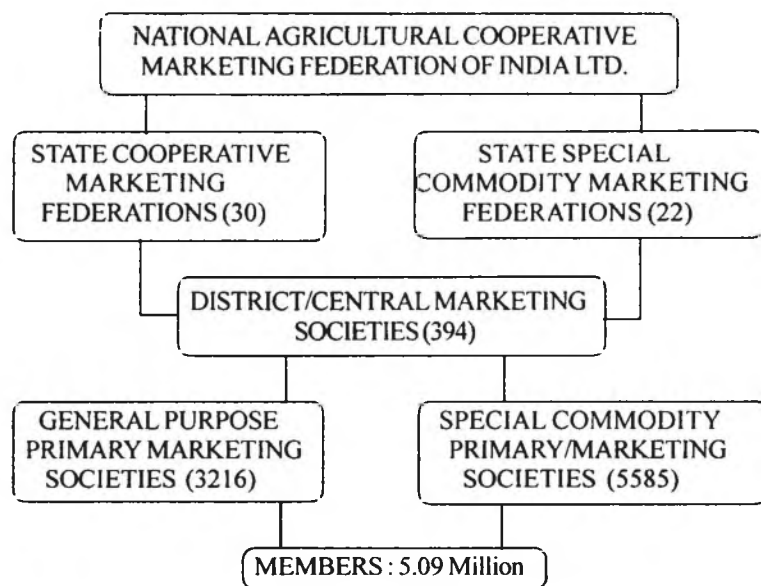 NATIONAL AGRICULTURAL COOPERATIVE
MARKETING FEDERATION OF INDIA LTD.
STATE COOPERATIVE
MARKETING
FEDERATIONS (30)
STATE SPECIAL
COMMODITY MARKETING
FEDERATIONS (22)
DISTRICT/CENTRAL MARKETING
SOCIETIES (394)
GENERAL PURPOSE
PRIMARY MARKETING
SOCIETIES (3216)
SPECIAL COMMODITY
PRIMARY/MARKETING
SOCIETIES (5585)
MEMBERS : 5.09 Million